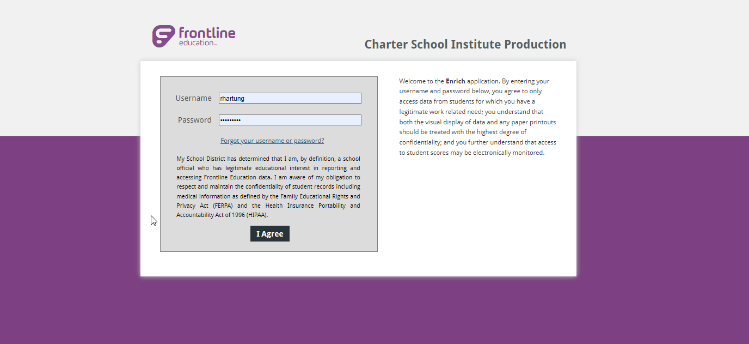 frontline
education™
Charter School Institute Production
Username
rhartung
Password
•••••••••
Forgot your username or password?
My School District has determined that I am, by definition, a school
official who has legitimate educational interest in reporting and
accessing Frontline Education data. I am aware of my obligation to
respect and maintain the confidentiality of student records including
medical information as defined by the Family Educational Rights and
Privacy Act (FERPA) and the Health Insurance Portability and
Accountability Act of 1996 (HIPAA).
I Agree
Welcome to the Enrich application. By entering your
username and password below, you agree to only
access data from students for which you have a
legitimate work related need; you understand that
both the visual display of data and any paper printouts
should be treated with the highest degree of
confidentiality; and you further understand that access
to student scores may be electronically monitored.